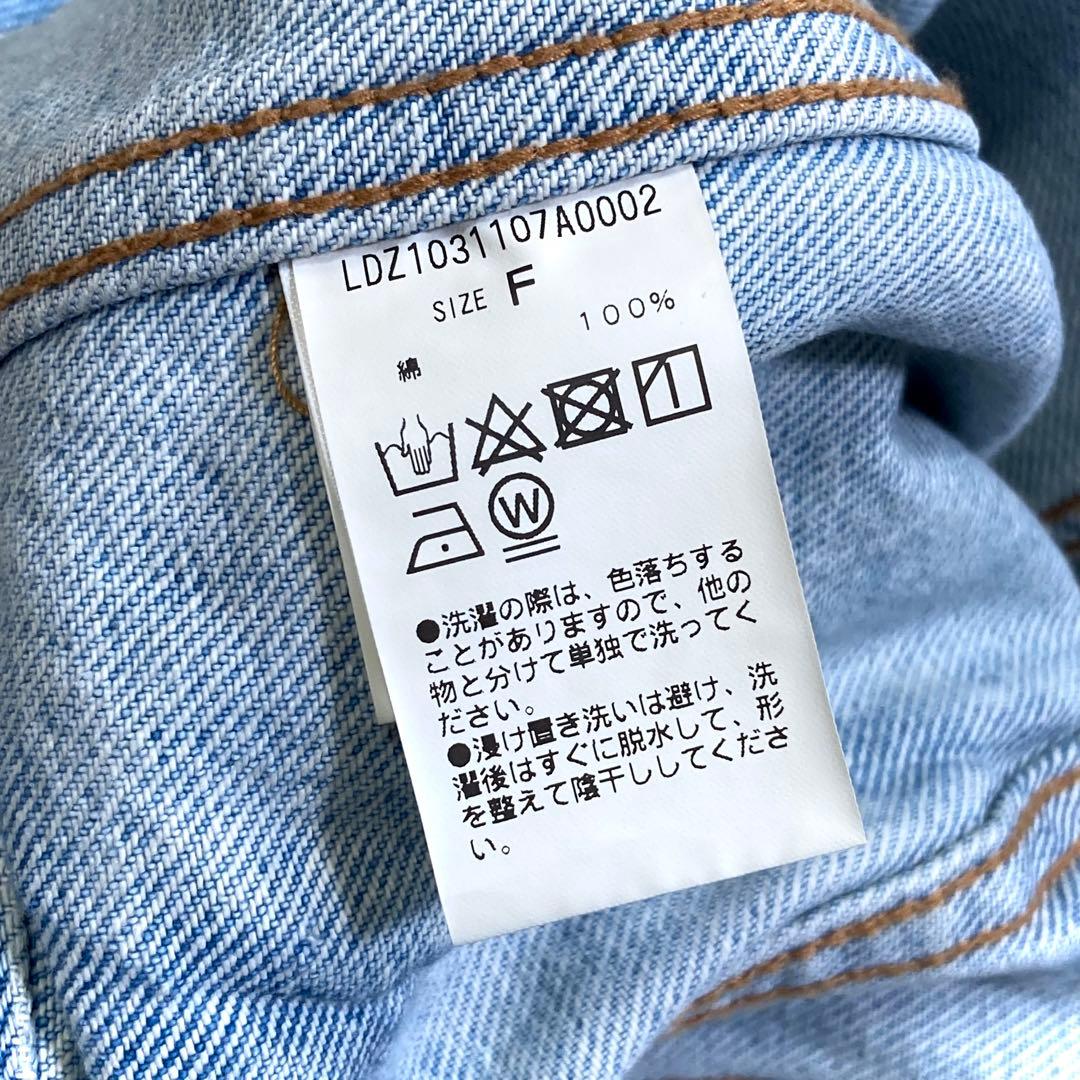 LDZ1031107A0002
SIZE F
100%
綿
W
●洗濯の際は、色落ちする
ことがありますので、他の
物と分けて単独で洗ってく
ださい。
●浸け置き洗いは避け、洗
濯後はすぐに脱水して、形
を整えて陰干ししてくださ
い。